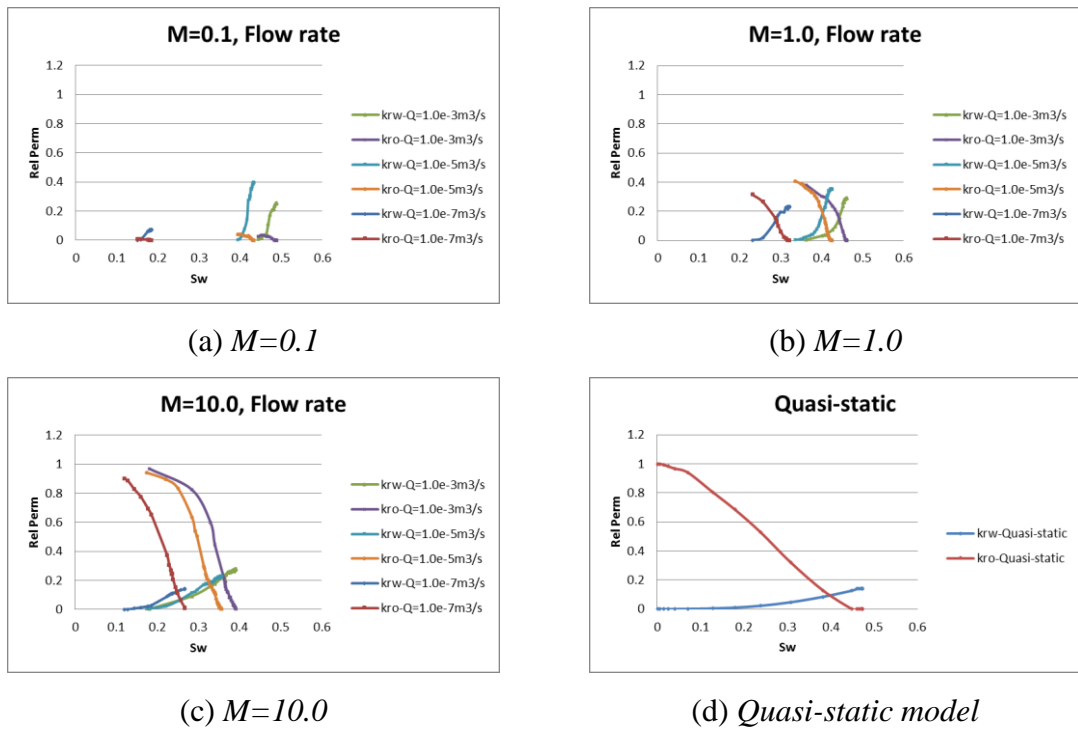 M=0.1, Flow rate
1.2
1
0.8
0.6
0.4
0.2
0
Rel Perm
0 0.1 0.2 0.3 0.4 0.5 0.6
Sw
krw-Q=1.0e-3m3/s
kro-Q=1.0e-3m3/s
krw-Q=1.0e-5m3/s
kro-Q=1.0e-5m3/s
krw-Q=1.0e-7m3/s
kro-Q=1.0e-7m3/s
(a) M=0.1
M=1.0, Flow rate
1.2
1
0.8
0.6
0.4
0.2
0
Rel Perm
0 0.1 0.2 0.3 0.4 0.5 0.6
Sw
krw-Q=1.0e-3m3/s
kro-Q=1.0e-3m3/s
krw-Q=1.0e-5m3/s
kro-Q=1.0e-5m3/s
krw-Q=1.0e-7m3/s
kro-Q=1.0e-7m3/s
(b) M=1.0
M=10.0, Flow rate
1.2
1
0.8
0.6
0.4
0.2
0
Rel Perm
0 0.1 0.2 0.3 0.4 0.5 0.6
Sw
krw-Q=1.0e-3m3/s
kro-Q=1.0e-3m3/s
krw-Q=1.0e-5m3/s
kro-Q=1.0e-5m3/s
krw-Q=1.0e-7m3/s
kro-Q=1.0e-7m3/s
(c) M=10.0
Quasi-static
1.2
1
0.8
0.6
0.4
0.2
0
Rel Perm
0 0.1 0.2 0.3 0.4 0.5 0.6
Sw
krw-Quasi-static
kro-Quasi-static
(d) Quasi-static model